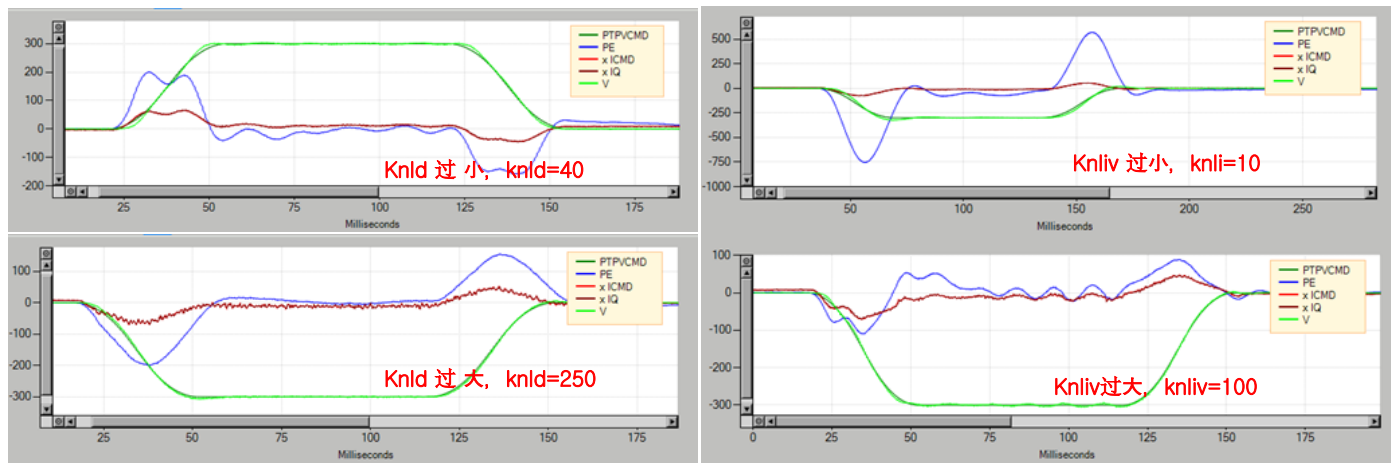 300
200
100
0
-100
-200
25
50
75
100
125
150
175
Milliseconds
PTPVCMD
PE
x ICMD
x IQ
V
Knld 过 小, knld=40
500
250
0
-250
-500
-750
-1000
50
100
150
200
250
Milliseconds
PTPVCMD
PE
x ICMD
x IQ
V
Knliv 过小, knli=10
100
0
-100
-200
-300
25
50
75
100
125
150
175
Milliseconds
PTPVCMD
PE
x ICMD
x IQ
V
Knld 过 大, knld=250
100
0
-100
-200
-300
0
25
50
75
100
125
150
175
Milliseconds
PTPVCMD
PE
x ICMD
x IQ
V
Knliv过大, knliv=100